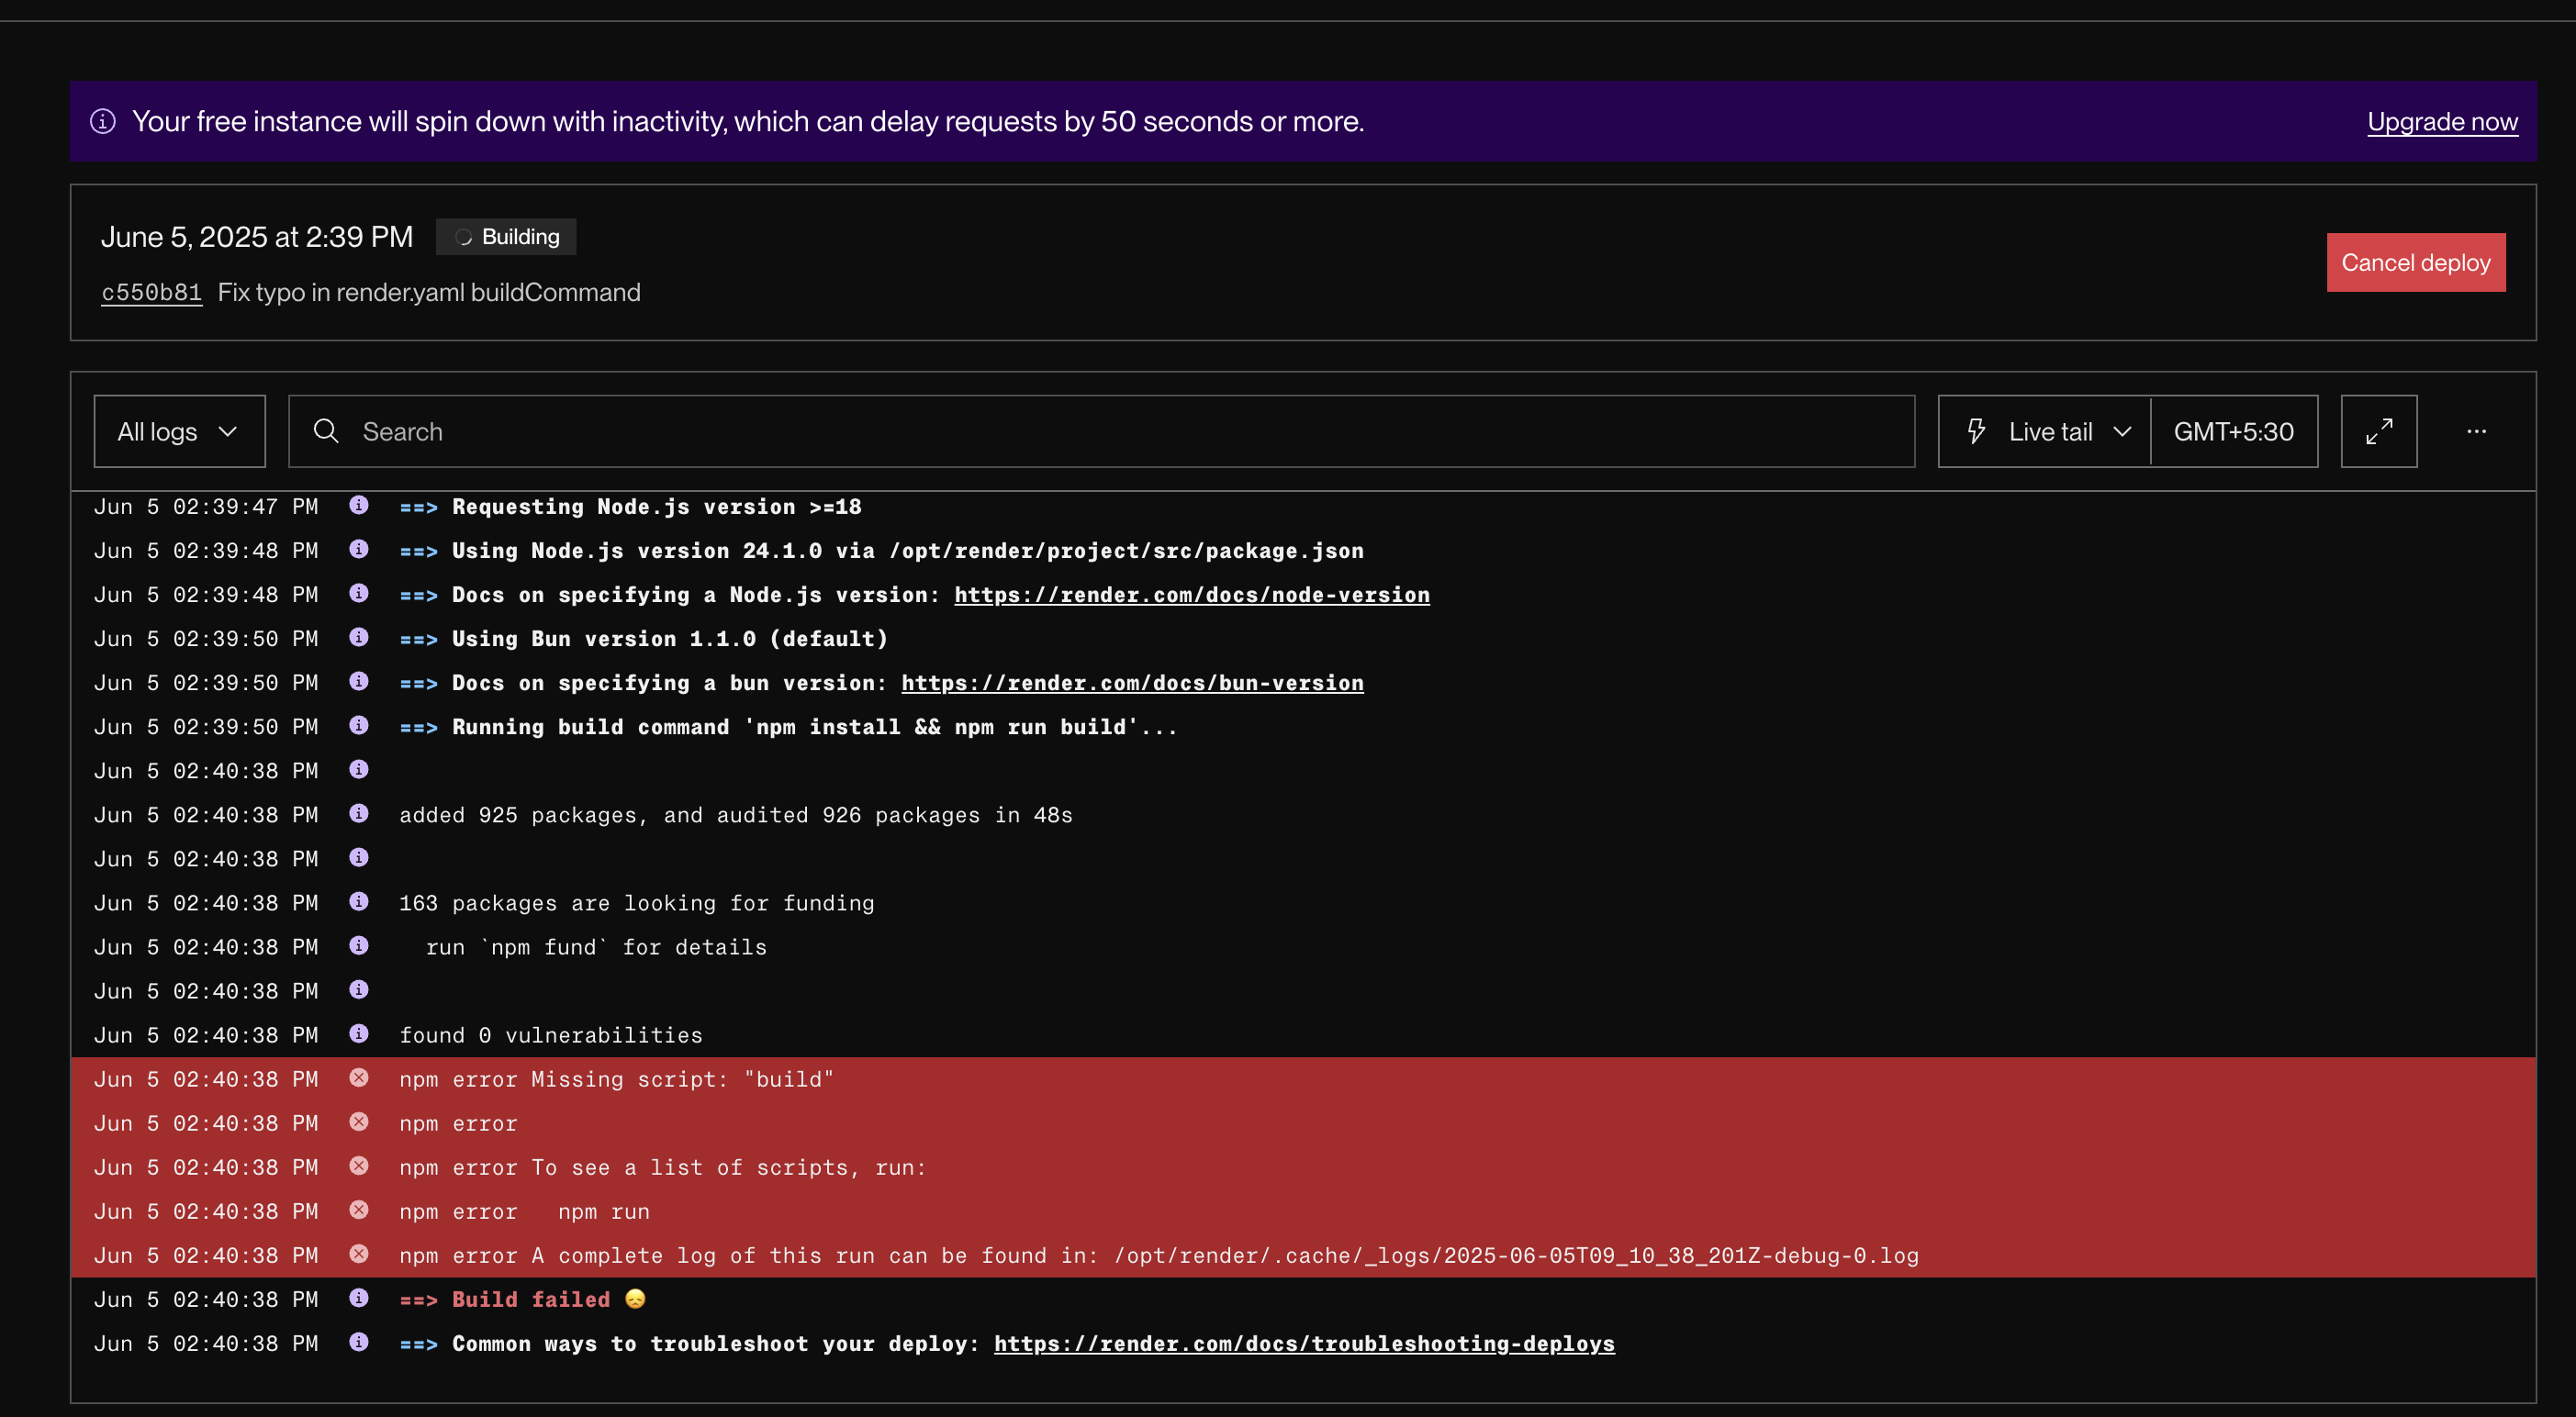 Your free instance will spin down with inactivity, which can delay requests by 50 seconds or more. Upgrade now
June 5, 2025 at 2:39 PM Building
c550b81 Fix typo in render.yaml buildCommand
Cancel deploy
All logs Search Live tail GMT+5:30 ...
Jun 5 02:39:47 PM ==> Requesting Node.js version >=18
Jun 5 02:39:48 PM ==> Using Node.js version 24.1.0 via /opt/render/project/src/package.json
Jun 5 02:39:48 PM ==> Docs on specifying a Node.js version: https://render.com/docs/node-version
Jun 5 02:39:50 PM ==> Using Bun version 1.1.0 (default)
Jun 5 02:39:50 PM ==> Docs on specifying a bun version: https://render.com/docs/bun-version
Jun 5 02:39:50 PM ==> Running build command 'npm install && npm run build'...
Jun 5 02:40:38 PM
Jun 5 02:40:38 PM added 925 packages, and audited 926 packages in 48s
Jun 5 02:40:38 PM
Jun 5 02:40:38 PM 163 packages are looking for funding
Jun 5 02:40:38 PM run `npm fund` for details
Jun 5 02:40:38 PM
Jun 5 02:40:38 PM found 0 vulnerabilities
Jun 5 02:40:38 PM npm error Missing script: "build"
Jun 5 02:40:38 PM npm error
Jun 5 02:40:38 PM npm error To see a list of scripts, run:
Jun 5 02:40:38 PM npm error   npm run
Jun 5 02:40:38 PM npm error A complete log of this run can be found in: /opt/render/.cache/_logs/2025-06-05T09_10_38_201Z-debug-0.log
Jun 5 02:40:38 PM ==> Build failed 😞
Jun 5 02:40:38 PM ==> Common ways to troubleshoot your deploy: https://render.com/docs/troubleshooting-deploys